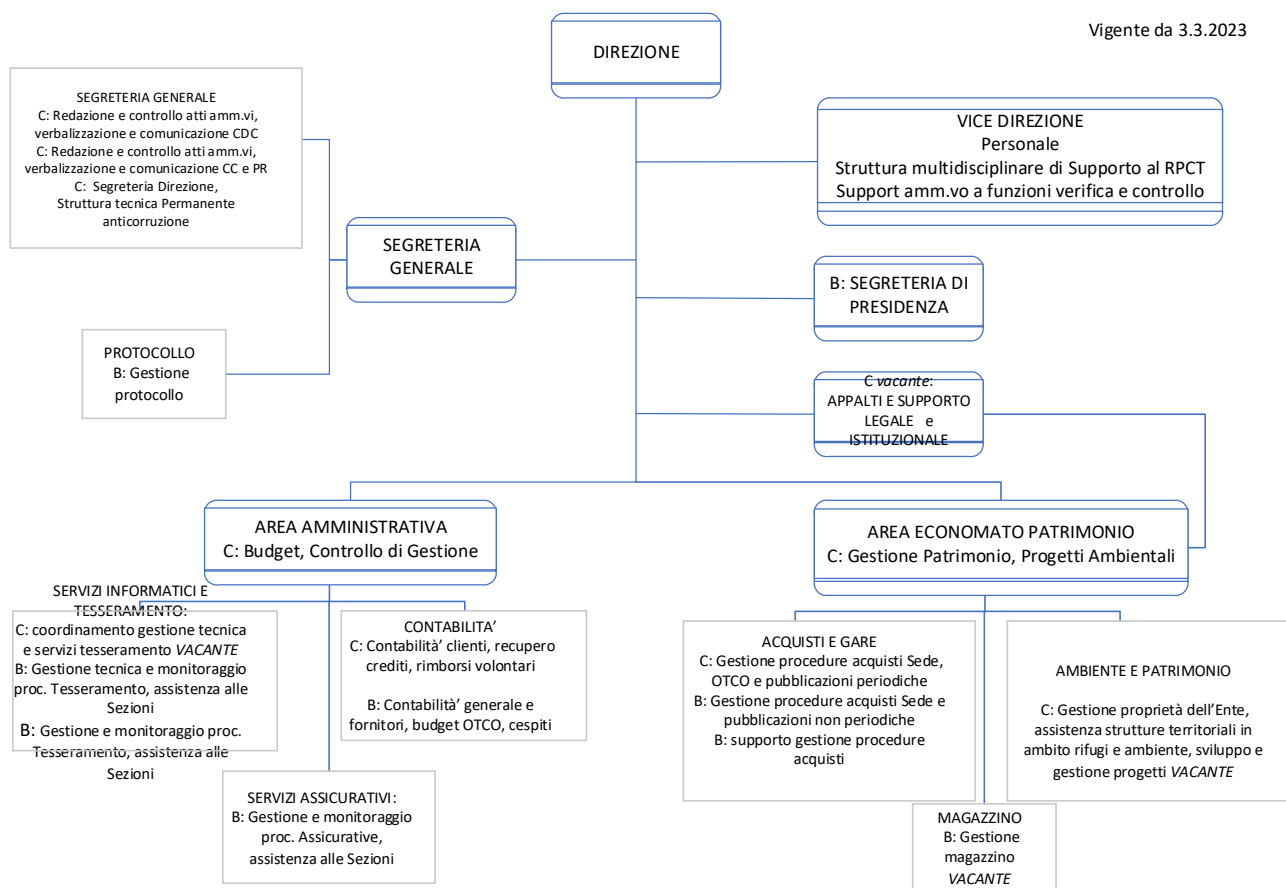 Vigente da 3.3.2023
DIREZIONE
SEGRETERIA GENERALE
C: Redazione e controllo atti amm.vi,
verbalizzazione e comunicazione CDC
C: Redazione e controllo atti amm.vi,
verbalizzazione e comunicazione CC e PR
C: Segreteria Direzione,
Struttura tecnica Permanente
anticorruzione
VICE DIREZIONE
Personale
Struttura multidisciplinare di Supporto al RPCT
Support amm.vo a funzioni verifica e controllo
SEGRETERIA
GENERALE
B: SEGRETERIA DI
PRESIDENZA
PROTOCOLLO
B: Gestione
protocollo
C vacante:
APPALTI E SUPPORTO
LEGALE e
ISTITUZIONALE
AREA AMMINISTRATIVA
C: Budget, Controllo di Gestione
AREA ECONOMATO PATRIMONIO
C: Gestione Patrimonio, Progetti Ambientali
SERVIZI INFORMATICI E
TESSERAMENTO:
C: coordinamento gestione tecnica
e servizi tesseramento VACANTE
B: Gestione tecnica e monitoraggio
proc. Tesseramento, assistenza alle
Sezioni
B: Gestione e monitoraggio proc.
Tesseramento, assistenza alle
Sezioni
CONTABILITA’
C: Contabilità’ clienti, recupero
crediti, rimborsi volontari
B: Contabilità’ generale e
fornitori, budget OTCO, cespiti
SERVIZI ASSICURATIVI:
B: Gestione e monitoraggio
proc. Assicurative,
assistenza alle Sezioni
ACQUISTI E GARE
C: Gestione procedure acquisti Sede,
OTCO e pubblicazioni periodiche
B: Gestione procedure acquisti Sede e
pubblicazioni non periodiche
B: supporto gestione procedure
acquisti
AMBIENTE E PATRIMONIO
C: Gestione proprietà dell’Ente,
assistenza strutture territoriali in
ambito rifugi e ambiente, sviluppo e
gestione progetti VACANTE
MAGAZZINO
B: Gestione
magazzino
VACANTE